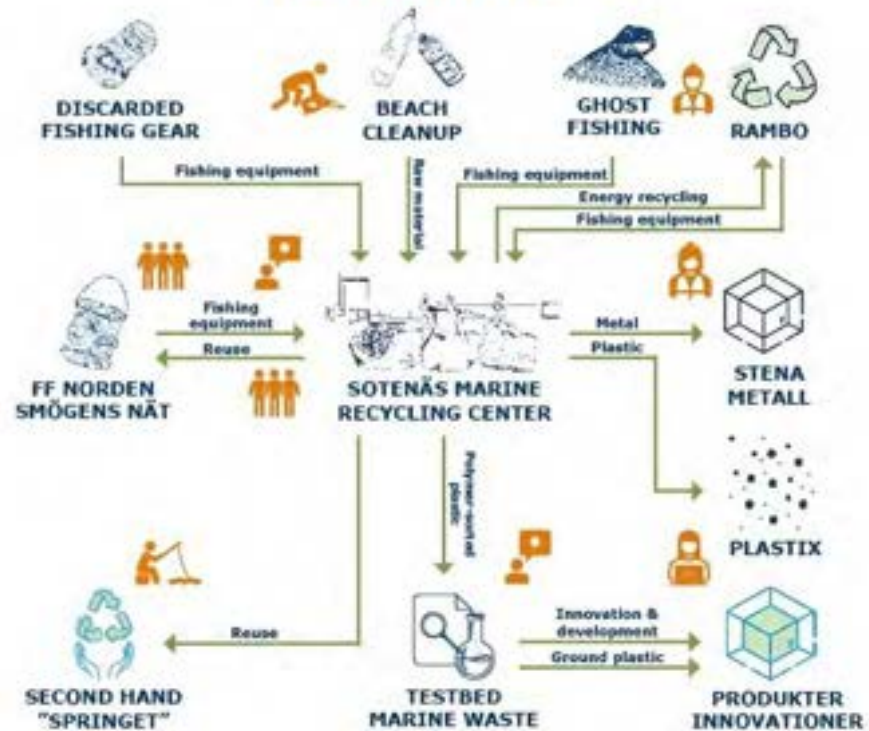 DISCARDED
FISHING GEAR
BEACH
CLEANUP
GHOST
FISHING
RAMBO
Fishing equipment
Raw material
Fishing equipment
Energy recycling
Fishing equipment
Fishing
equipment
Reuse
FF NORDEN
SMÖGENS NÄT
SOTENÄS MARINE
RECYCLING CENTER
Metal
Plastic
STENA
METALL
Polymer-sorted
plastic
PLASTIX
Reuse
Innovation &
development
Ground plastic
SECOND HAND
"SPRINGET"
TESTBED
MARINE WASTE
PRODUKTER
INNOVATIONER